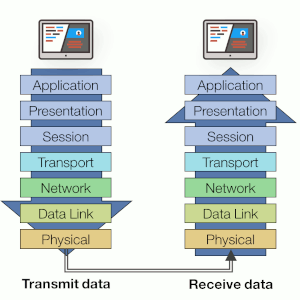 Application
Presentation
Session
Transport
Network
Data Link
Physical
Transmit data
Application
Presentation
Session
Transport
Network
Data Link
Physical
Receive data